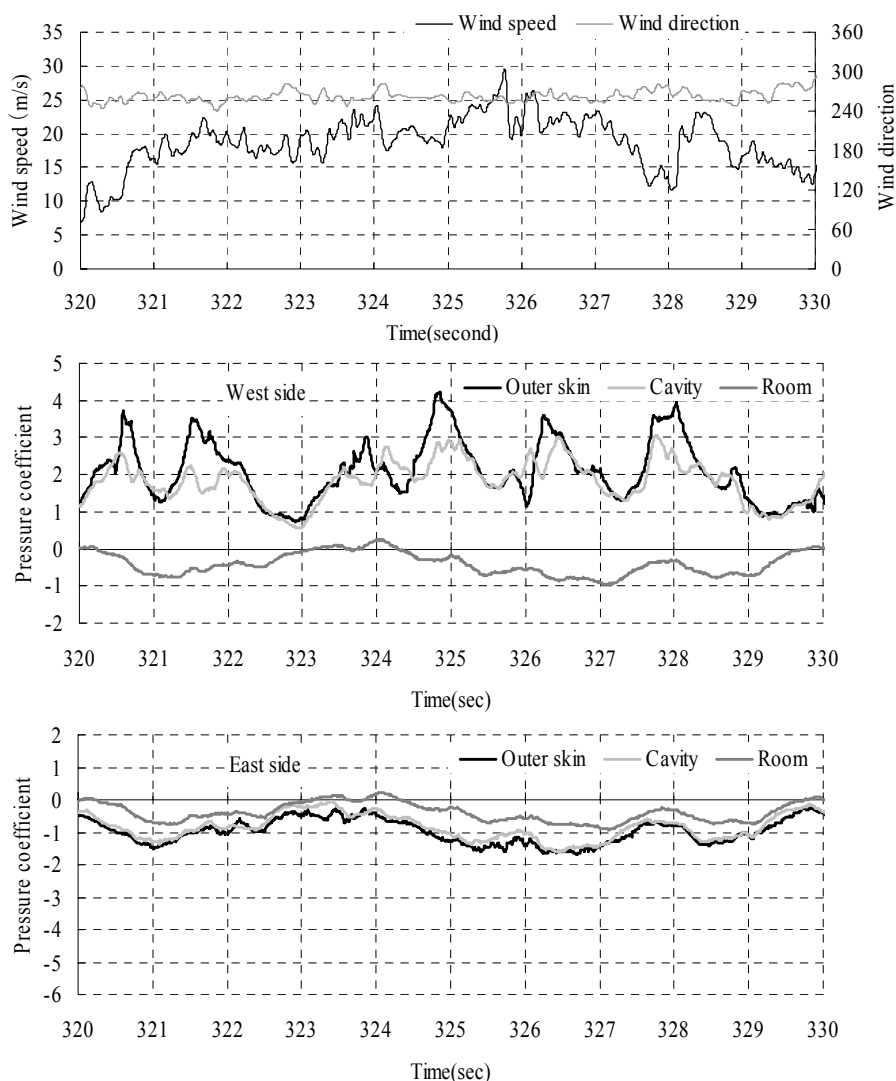 Wind speed Wind direction
35 360
30 300
25 240
20 180
15
10 120
5 60
0 0
Wind speed (m/s)
Wind direction
320 321 322 323 324 325 326 327 328 329 330
Time(second)
West side Outer skin Cavity Room
5
4
3
2
1
0
-1
-2
Pressure coefficient
320 321 322 323 324 325 326 327 328 329 330
Time(sec)
East side Outer skin Cavity Room
2
1
0
-1
-2
-3
-4
-5
-6
Pressure coefficient
320 321 322 323 324 325 326 327 328 329 330
Time(sec)